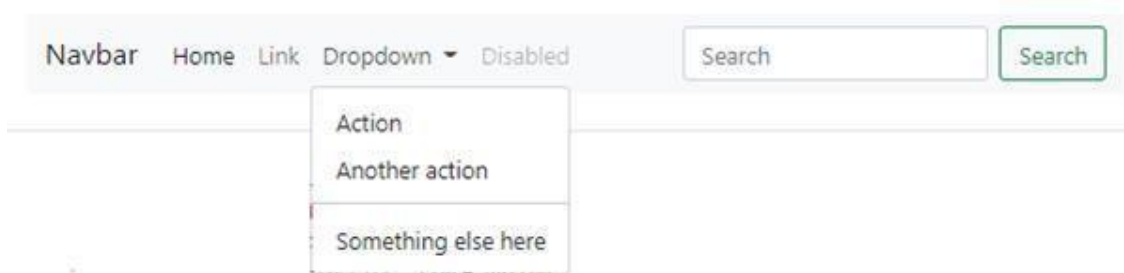 Navbar Home Link Dropdown Disabled Search Search
Action
Another action
Something else here